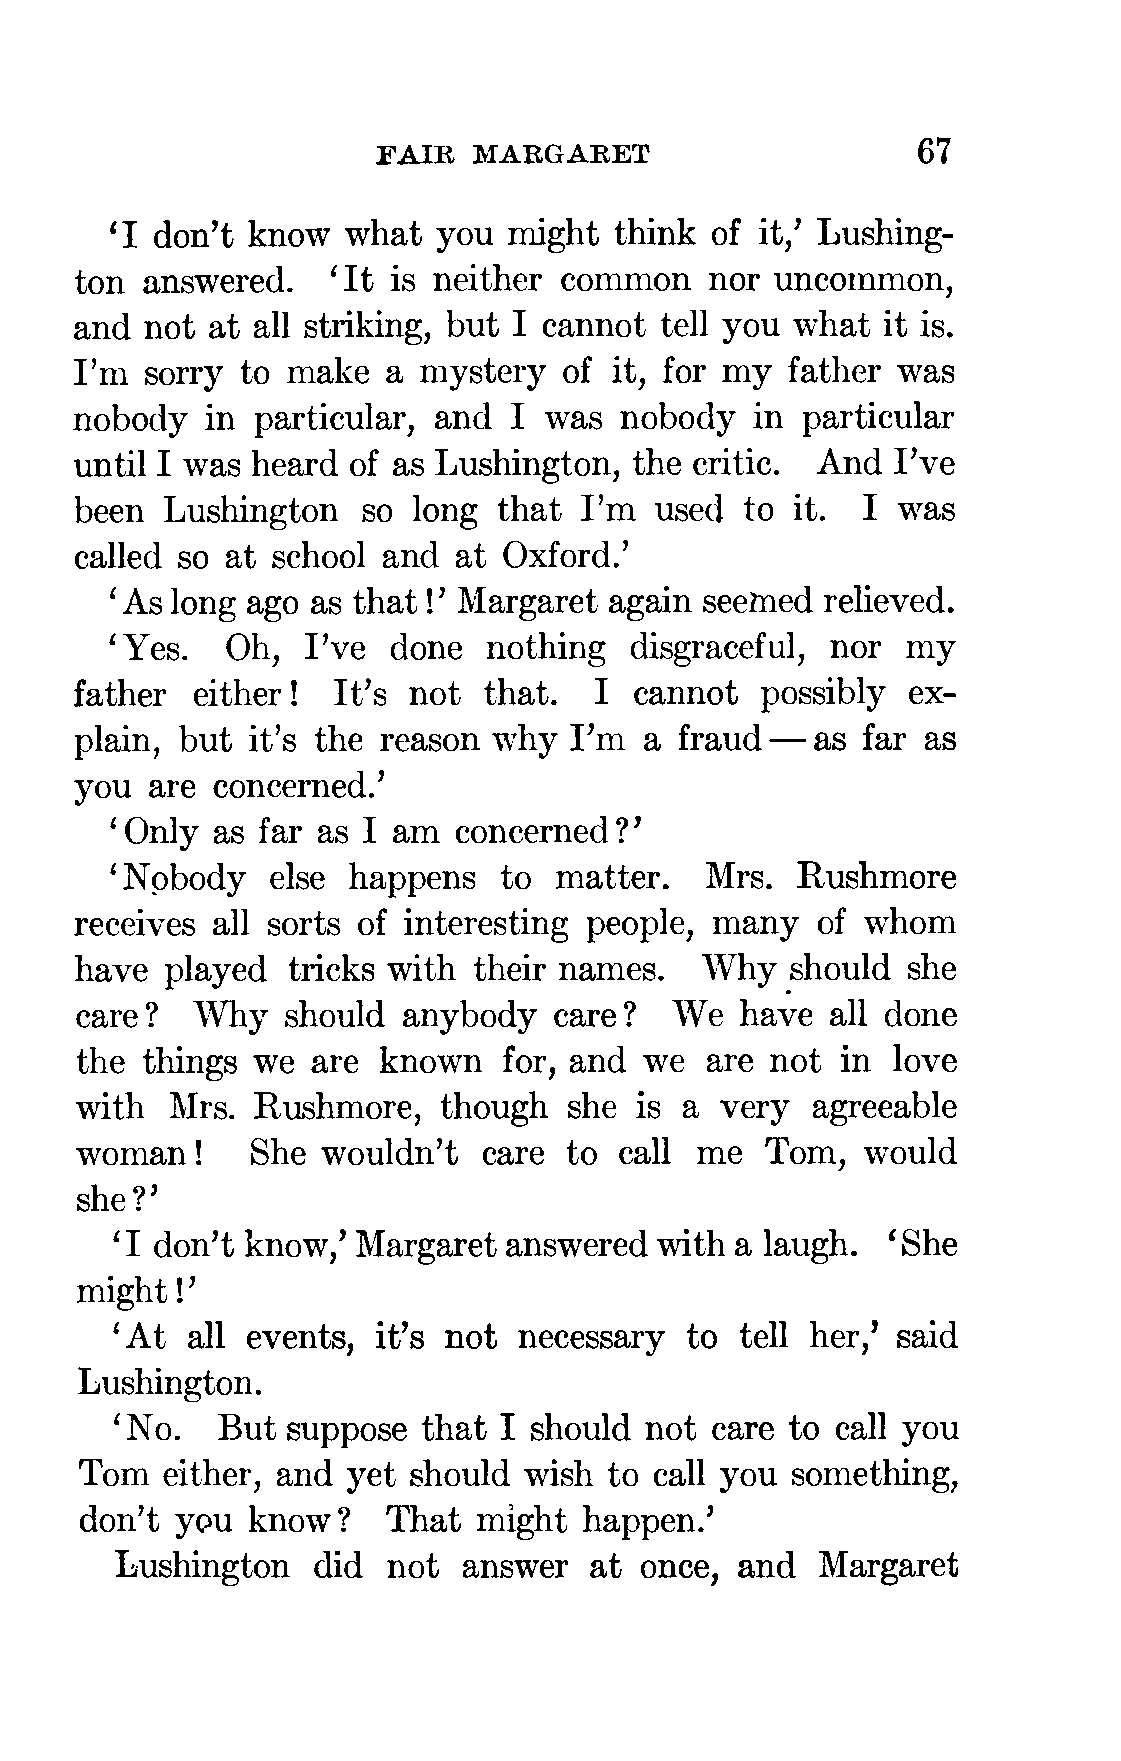 FAIR MARGARET 67
‘I don’t know what you might think of it,’ Lushing-
ton answered. ‘It is neither common nor uncommon,
and not at all striking, but I cannot tell you what it is.
I’m sorry to make a mystery of it, for my father was
nobody in particular, and I was nobody in particular
until I was heard of as Lushington, the critic. And I’ve
been Lushington so long that I’m used to it. I was
called so at school and at Oxford.’
‘As long ago as that!’ Margaret again seemed relieved.
‘Yes. Oh, I’ve done nothing disgraceful, nor my
father either! It’s not that. I cannot possibly ex-
plain, but it’s the reason why I’m a fraud — as far as
you are concerned.’
‘Only as far as I am concerned?’
‘Nobody else happens to matter. Mrs. Rushmore
receives all sorts of interesting people, many of whom
have played tricks with their names. Why should she
care? Why should anybody care? We have all done
the things we are known for, and we are not in love
with Mrs. Rushmore, though she is a very agreeable
woman! She wouldn’t care to call me Tom, would
she?’
‘I don’t know,’ Margaret answered with a laugh. ‘She
might!’
‘At all events, it’s not necessary to tell her,’ said
Lushington.
‘No. But suppose that I should not care to call you
Tom either, and yet should wish to call you something,
don’t you know? That might happen.’
Lushington did not answer at once, and Margaret